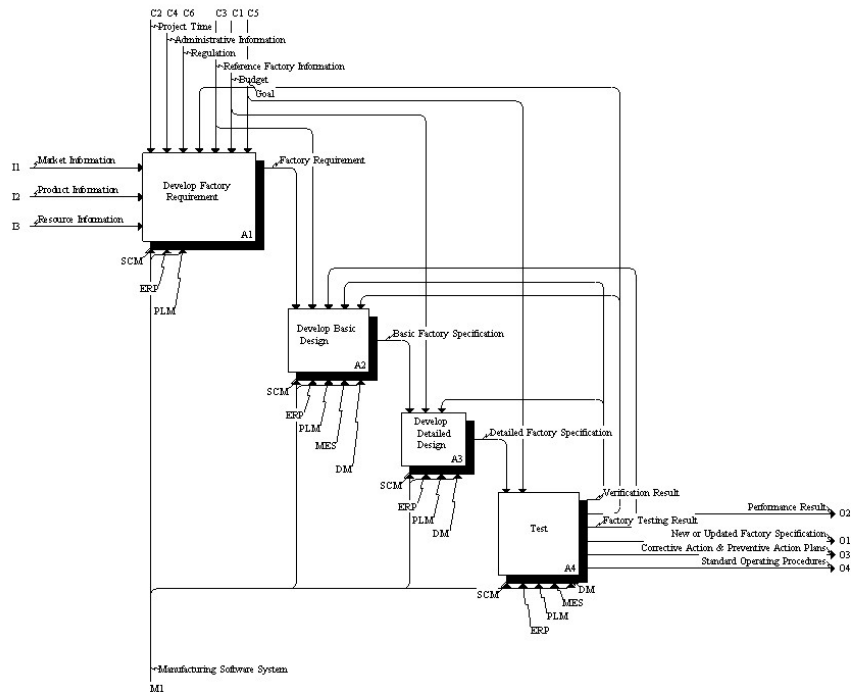 C2 C4 C6 C3 C1 C5
Project Time
Administrative Information
Regulation
Reference Factory Information
Budget
Goal
I1 Market Information
Factory Requirement
Develop Factory
Requirement
I2 Product Information
I3 Resource Information
A1
SCM
ERP
PLM
Develop Basic
Design
Basic Factory Specification
A2
SCM
ERP
PLM
MES
DM
Develop
Detailed
Design
Detailed Factory Specification
A3
SCM
ERP
PLM
DM
Verification Result
Performance Result O2
Factory Testing Result
Test
New or Updated Factory Specification O1
Corrective Action & Preventive Action Plans O3
Standard Operating Procedures O4
A4
SCM
ERP
PLM
MES
DM
Manufacturing Software System
M1